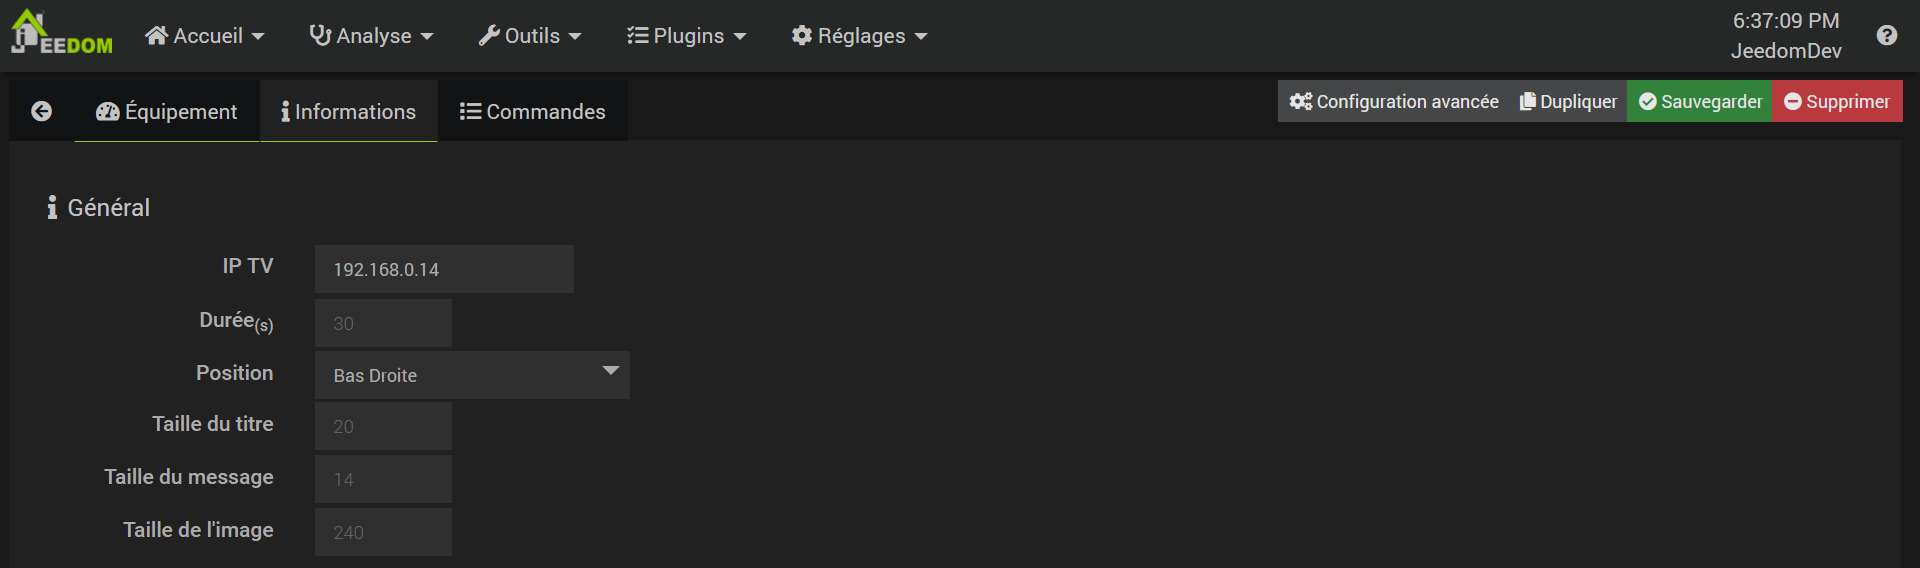 JEEDOM Accueil Analyse Outils Plugins Réglages 6:37:09 PM
JeedomDev
Équipement Informations Commandes Configuration avancée Dupliquer Sauvegarder Supprimer
Général
IP TV 192.168.0.14
Durée(s) 30
Position Bas Droite
Taille du titre 20
Taille du message 14
Taille de l'image 240